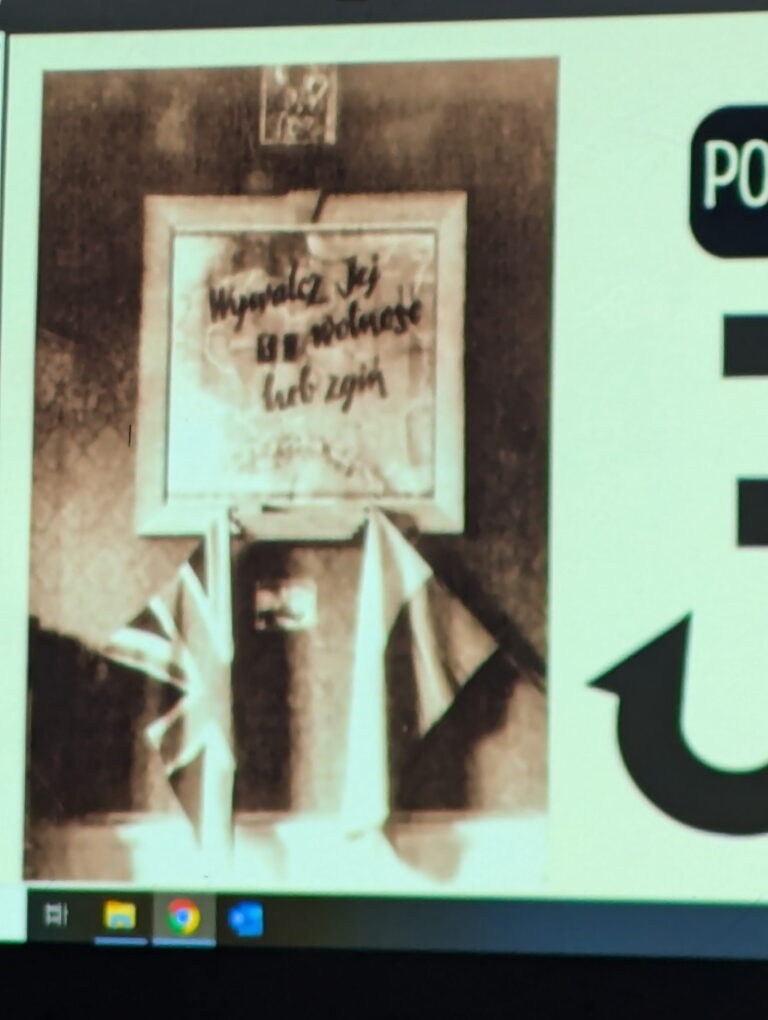 Wywalcz Jej
wolność
lub zgiń
PO